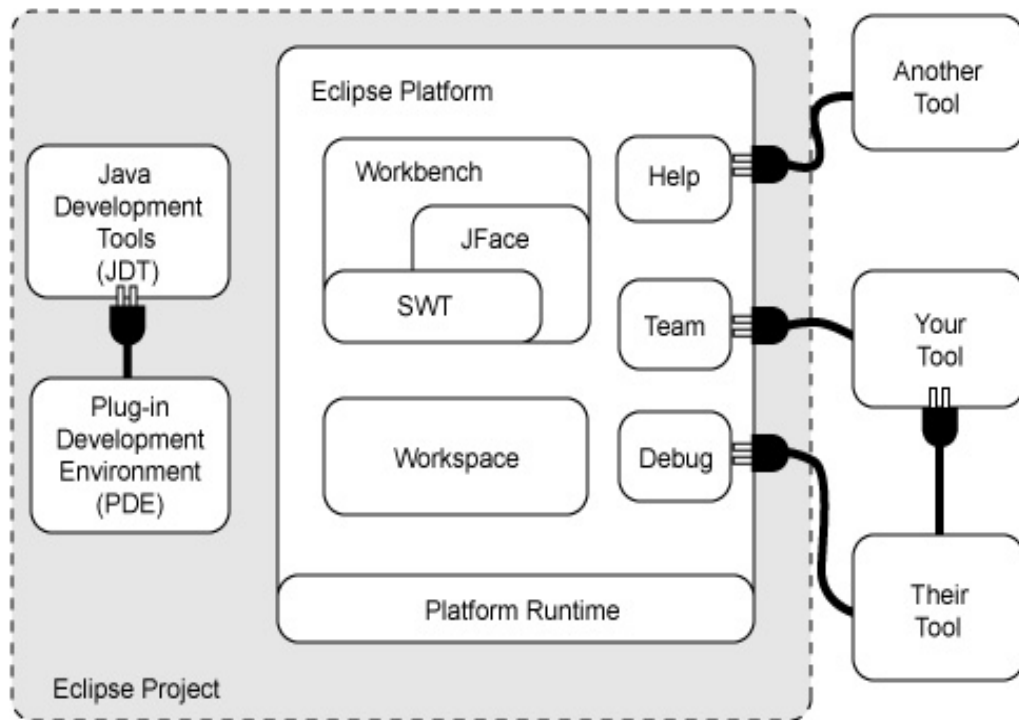 Eclipse Platform
Another
Tool
Workbench
Help
Java
Development
Tools
(JDT)
JFace
SWT
Team
Your
Tool
Plug-in
Development
Environment
(PDE)
Workspace
Debug
Platform Runtime
Their
Tool
Eclipse Project